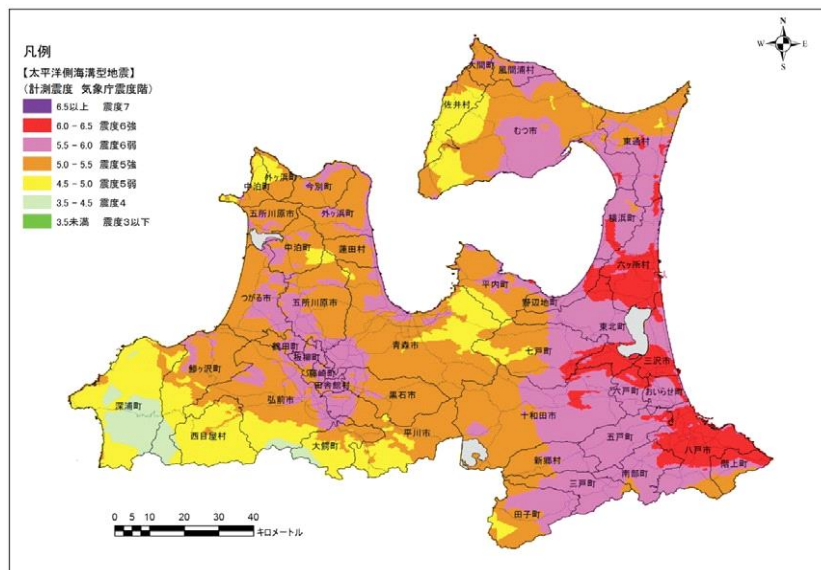 凡例
【太平洋側海溝型地震】
(計測震度 気象庁震度階)
6.5以上 震度7
6.0 - 6.5 震度6強
5.5 - 6.0 震度6弱
5.0 - 5.5 震度5強
4.5 - 5.0 震度5弱
3.5 - 4.5 震度4
3.5未満 震度3以下
N
W
E
S
大間町
風間浦村
佐井村
むつ市
東通村
外ヶ浜町
中泊町
今別町
五所川原市
外ヶ浜町
横浜町
中泊町
蓬田村
六ヶ所村
平内町
つがる市
五所川原市
野辺地町
東北町
青森市
七戸町
鶴田町
板柳町
三沢市
鰺ヶ沢町
藤崎町
田舎館村
六戸町
おいらせ町
深浦町
弘前市
黒石市
十和田市
西目屋村
平川市
五戸町
八戸市
大鰐町
新郷村
階上町
南部町
三戸町
田子町
0 5 10 20 30 40
キロメートル